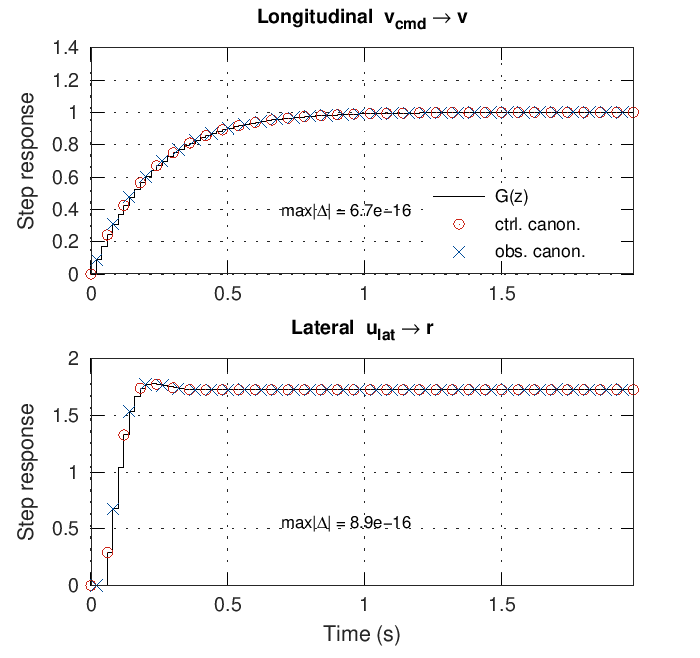 Longitudinal v_cmd → v
1.4
1.2
1
0.8
0.6
0.4
0.2
0
Step response
max|Δ| = 6.7e−16
G(z)
ctrl. canon.
obs. canon.
0 0.5 1 1.5
Lateral u_lat → r
2
1.5
1
0.5
0
Step response
max|Δ| = 8.9e−16
0 0.5 1 1.5
Time (s)